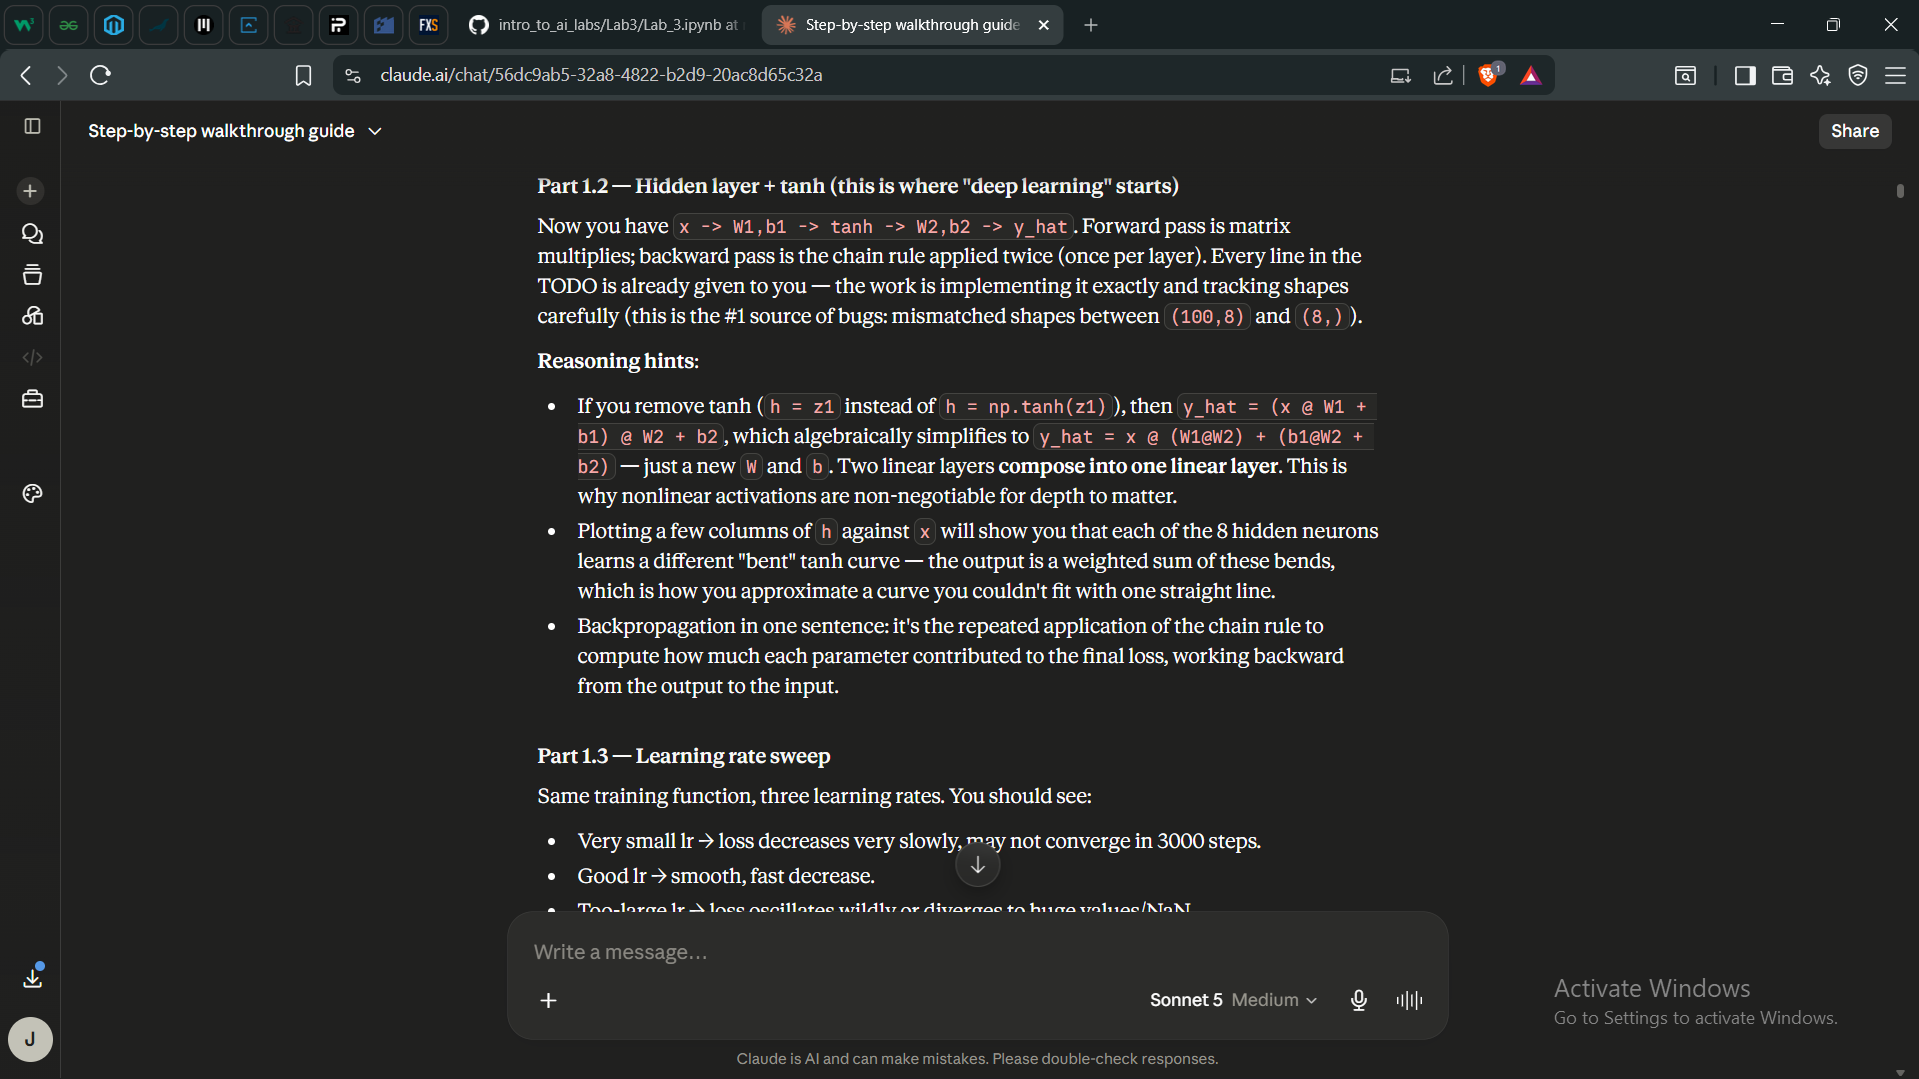 intro_to_ai_labs/Lab3/Lab_3.ipynb at
Step-by-step walkthrough guide
claude.ai/chat/56dc9ab5-32a8-4822-b2d9-20ac8d65c32a
1
FXS
Step-by-step walkthrough guide
Share
Part 1.2 — Hidden layer + tanh (this is where "deep learning" starts)
Now you have x -> W1,b1 -> tanh -> W2,b2 -> y_hat. Forward pass is matrix
multiplies; backward pass is the chain rule applied twice (once per layer). Every line in the
TODO is already given to you — the work is implementing it exactly and tracking shapes
carefully (this is the #1 source of bugs: mismatched shapes between (100,8) and (8,)).
Reasoning hints:
• If you remove tanh (h = z1 instead of h = np.tanh(z1)), then y_hat = (x @ W1 +
b1) @ W2 + b2, which algebraically simplifies to y_hat = x @ (W1@W2) + (b1@W2 +
b2) — just a new W and b. Two linear layers compose into one linear layer. This is
why nonlinear activations are non-negotiable for depth to matter.
• Plotting a few columns of h against x will show you that each of the 8 hidden neurons
learns a different "bent" tanh curve — the output is a weighted sum of these bends,
which is how you approximate a curve you couldn't fit with one straight line.
• Backpropagation in one sentence: it's the repeated application of the chain rule to
compute how much each parameter contributed to the final loss, working backward
from the output to the input.
Part 1.3 — Learning rate sweep
Same training function, three learning rates. You should see:
• Very small lr → loss decreases very slowly, may not converge in 3000 steps.
• Good lr → smooth, fast decrease.
• Too-large lr → loss oscillates wildly or diverges to huge values/NaN
Write a message...
Sonnet 5 Medium
Claude is AI and can make mistakes. Please double-check responses.
J
Activate Windows
Go to Settings to activate Windows.